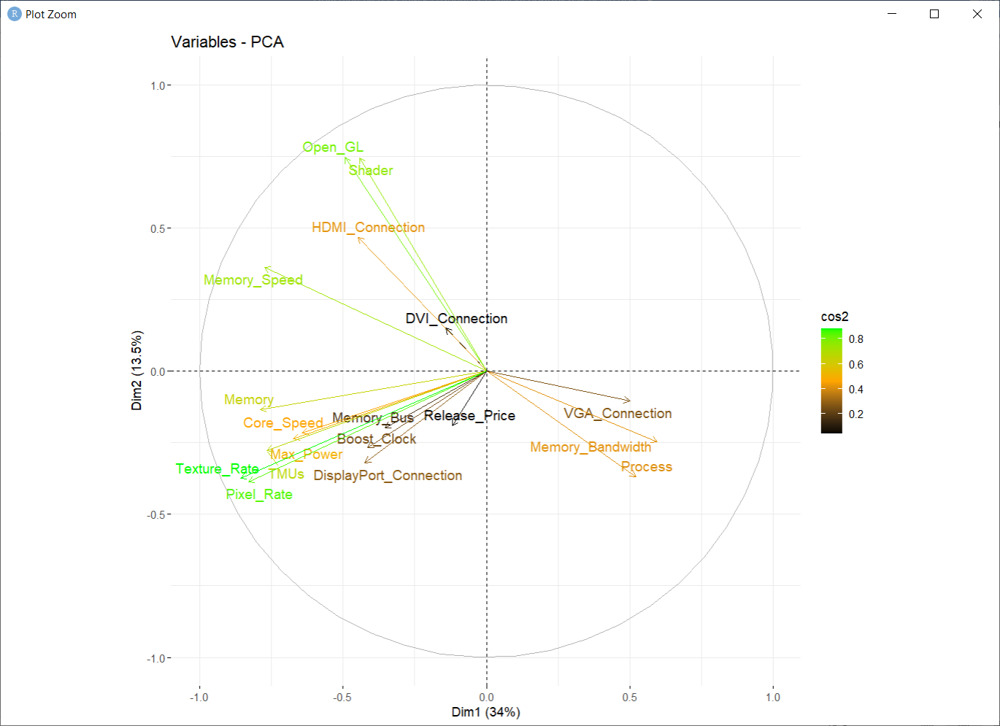 R Plot Zoom
Variables - PCA
1.0
Open_GL
Shader
HDMI_Connection
0.5
Memory_Speed
DVI_Connection
cos2
0.8
0.6
0.4
0.2
Dim2 (13.5%)
0.0
Memory
Core_Speed
Memory_Bus
Release_Price
VGA_Connection
Boost_Clock
Memory_Bandwidth
Max_Power
Process
Texture_Rate
TMUs
DisplayPort_Connection
Pixel_Rate
-0.5
-1.0
-1.0 -0.5 0.0 0.5 1.0
Dim1 (34%)